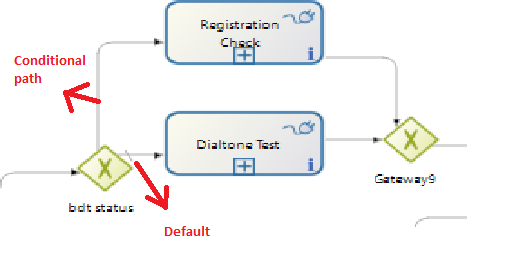 Registration
Check
Conditional
path
Dialtone Test
bdt status
Gateway9
Default